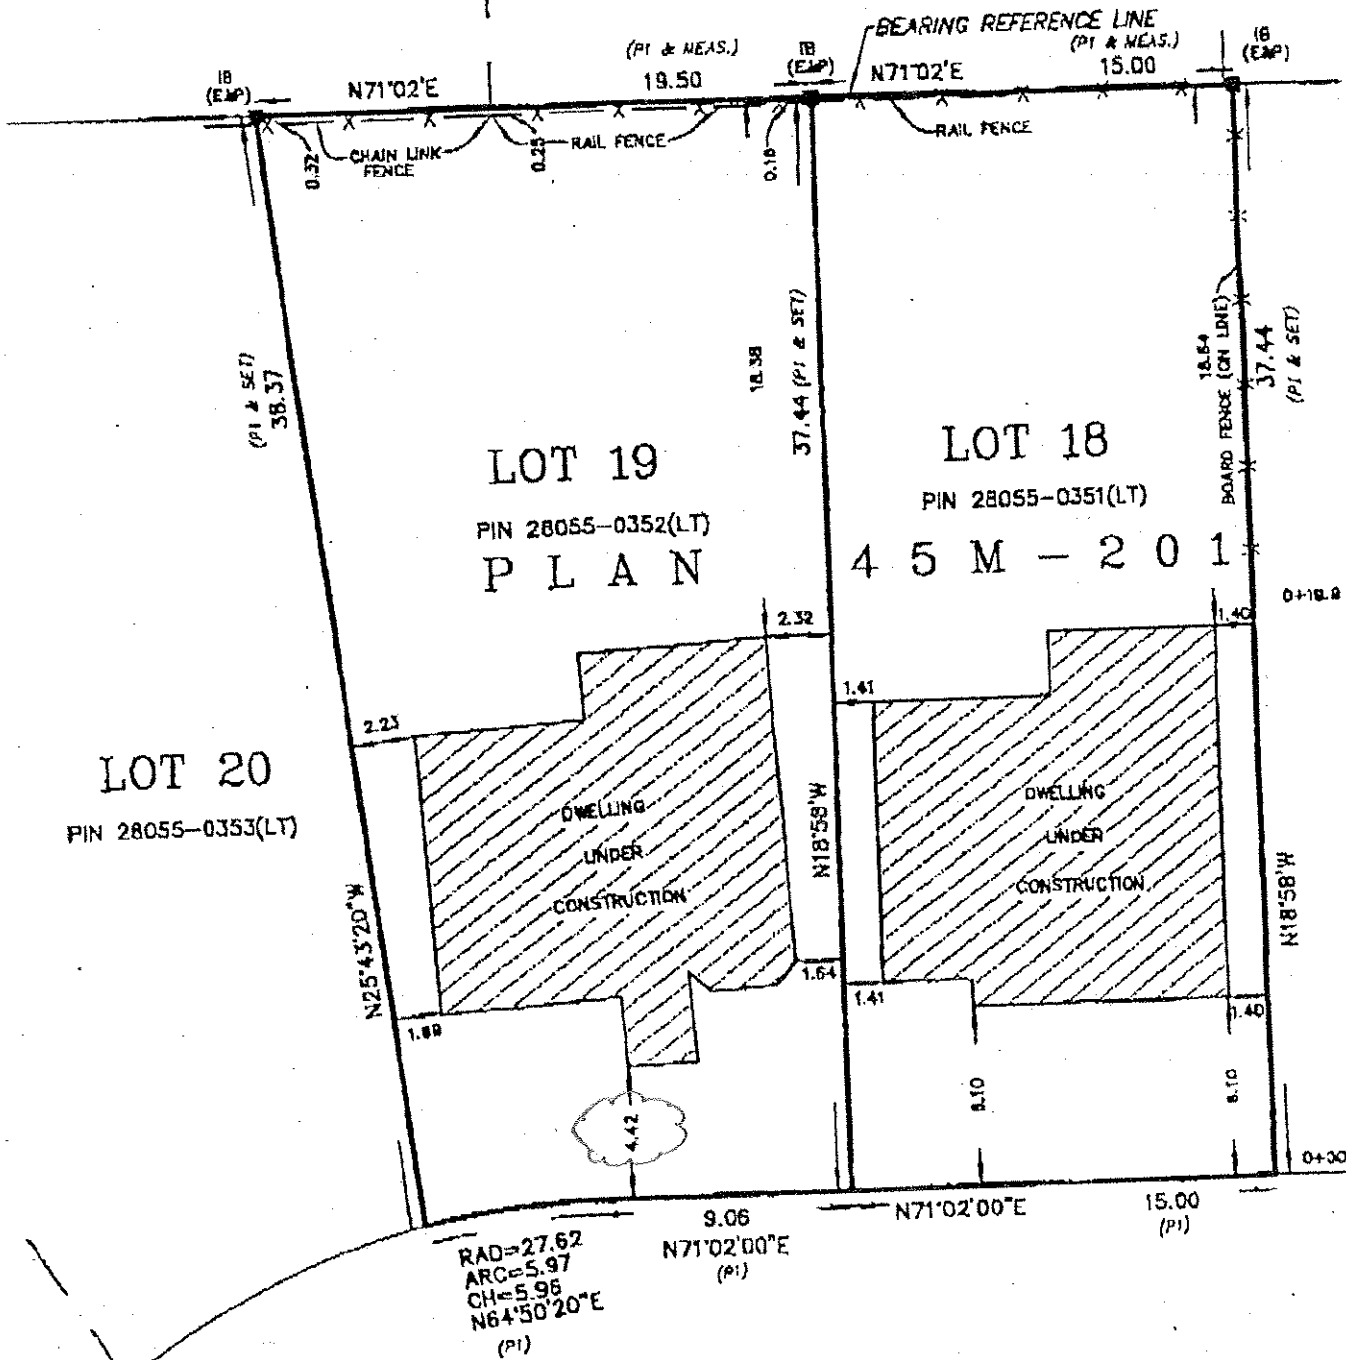 BEARING REFERENCE LINE
(P1 & MEAS.)
(P1 & MEAS.)
IB
(EMP)
N71°02'E
19.50
IB
(EMP)
N71°02'E
15.00
IB
(EMP)
0.32
CHAIN LINK
FENCE
0.25
RAIL FENCE
0.18
RAIL FENCE
(P1 & SET)
38.37
18.38
37.44 (P1 & SET)
18.64
BOARD FENCE (ON LINE)
37.44
(P1 & SET)
LOT 19
PIN 28055-0352(LT)
LOT 18
PIN 28055-0351(LT)
PLAN 45M-201
2.32
1.40
0+18.8
1.41
2.23
LOT 20
PIN 28055-0353(LT)
DWELLING
UNDER
CONSTRUCTION
N18°58'W
DWELLING
UNDER
CONSTRUCTION
N18°58'W
N25°43'20"W
1.89
1.64
1.41
1.40
4.42
6.10
6.10
0+00
RAD=27.62
ARC=5.97
CH=5.96
N64°50'20"E
(P1)
9.06
N71°02'00"E
(P1)
N71°02'00"E
15.00
(P1)